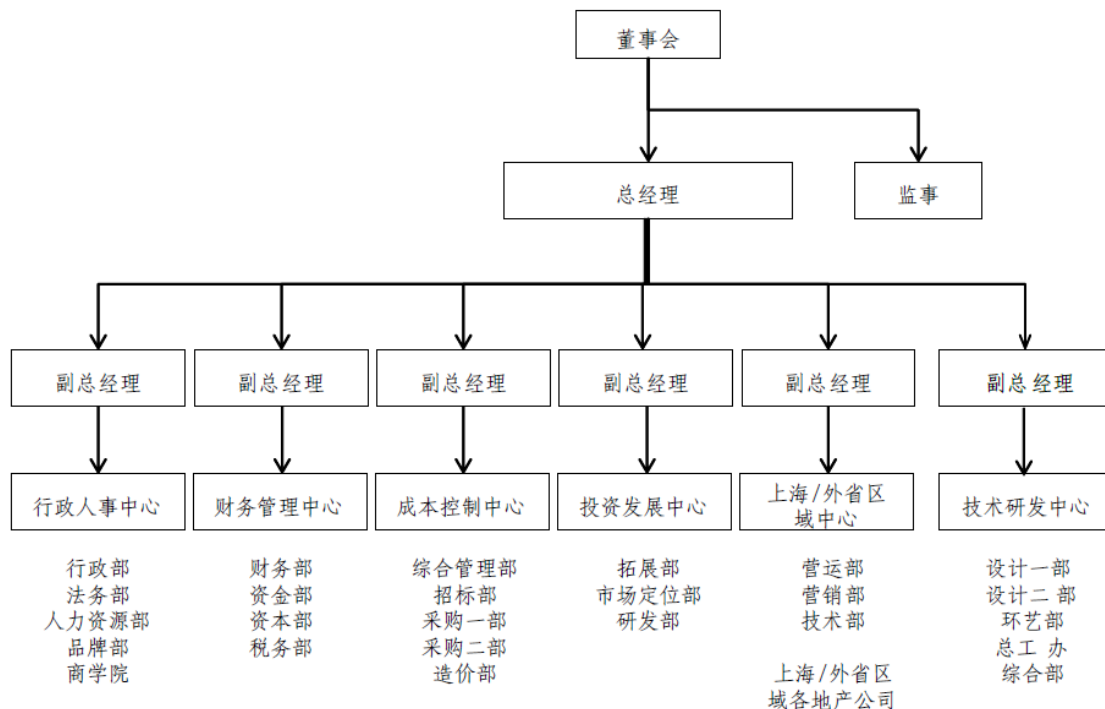 董事会
总经理
监事
副总经理
副总经理
副总经理
副总经理
副总经理
副总经理
行政人事中心
财务管理中心
成本控制中心
投资发展中心
上海/外省区
域中心
技术研发中心
行政部
法务部
人力资源部
品牌部
商学院
财务部
资金部
资本部
税务部
综合管理部
招标部
采购一部
采购二部
造价部
拓展部
市场定位部
研发部
营运部
营销部
技术部
上海/外省区
域各地产公司
设计一部
设计二 部
环艺部
总工 办
综合部